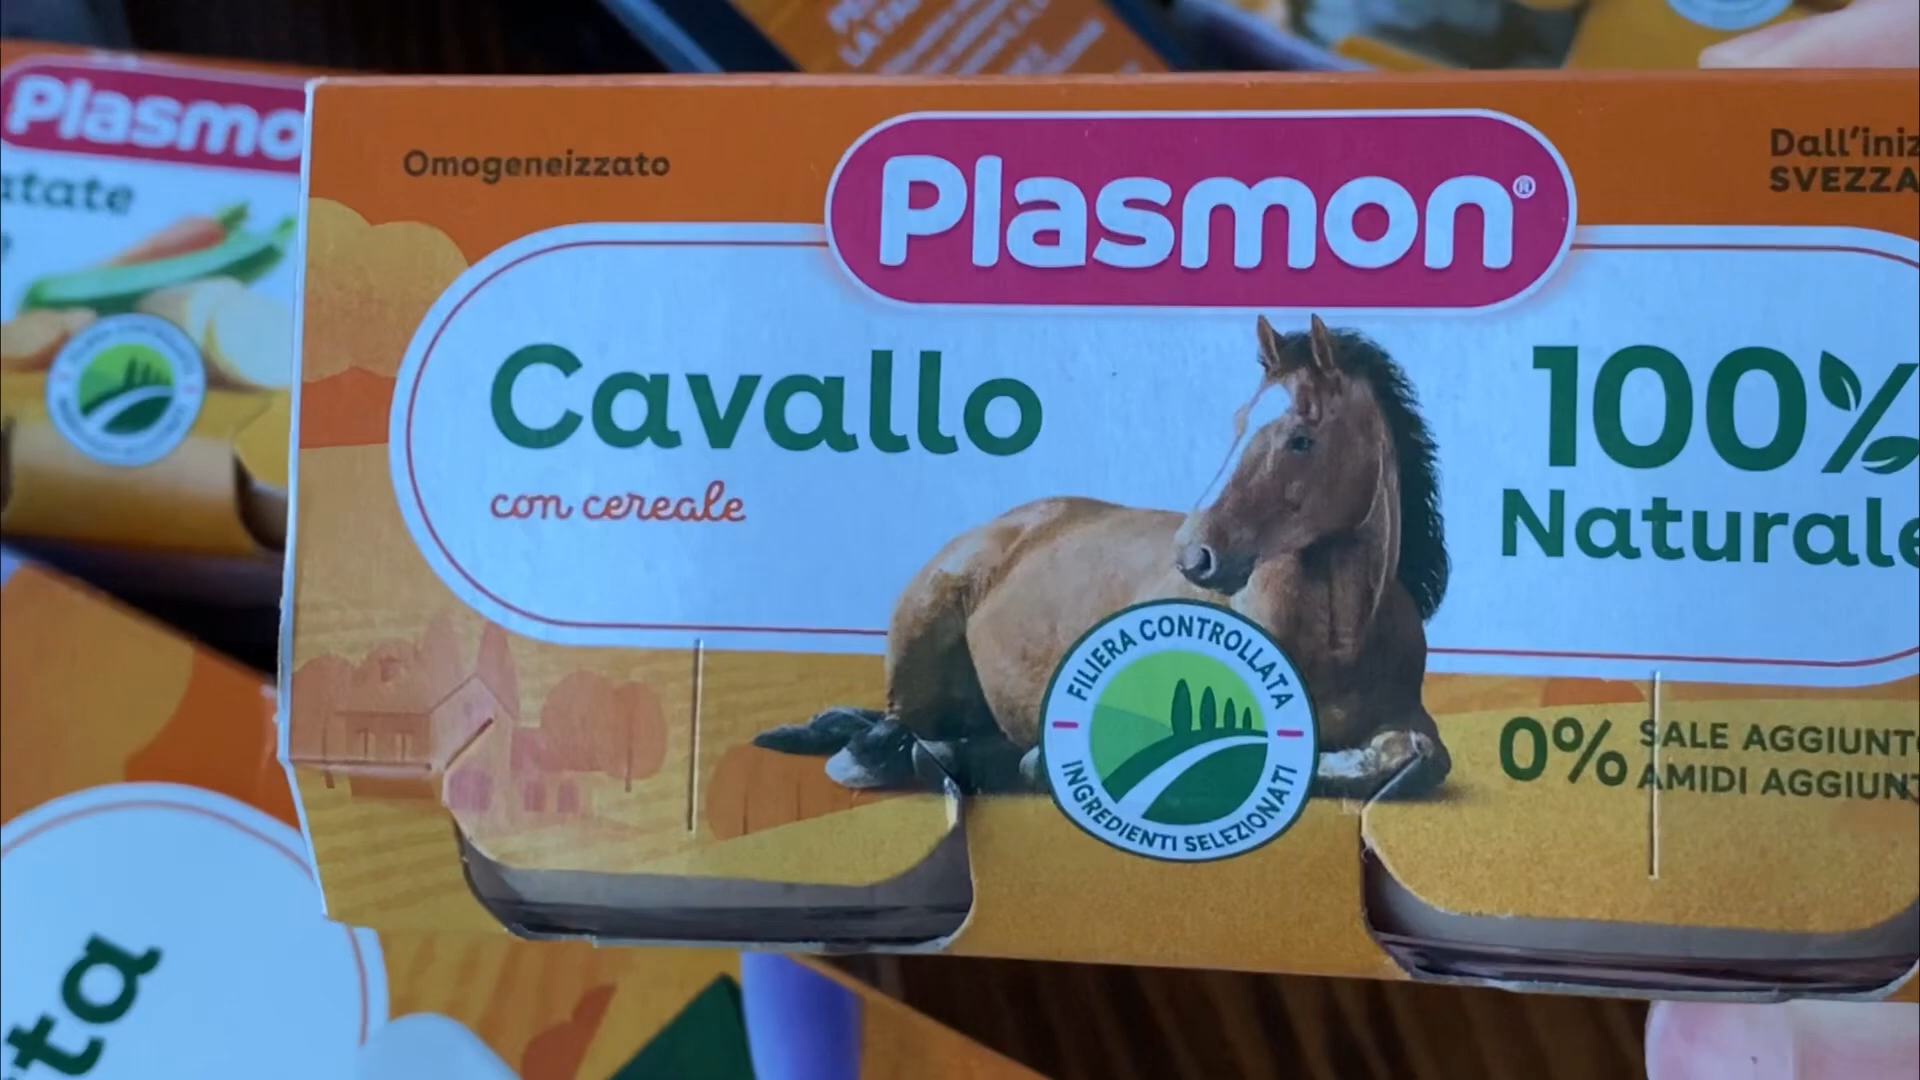 Plasmo
atate
Omogeneizzato
Plasmon®
Dall'iniz
SVEZZA
Cavallo
con cereale
100%
Naturale
FILIERA CONTROLLATA
INGREDIENTI SELEZIONATI
0% SALE AGGIUNTO
AMIDI AGGIUNT
ta